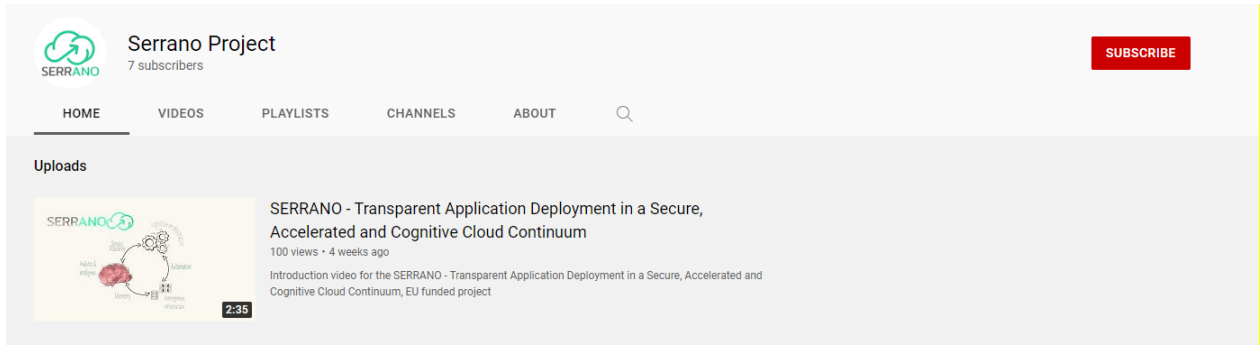 SERRANO
Serrano Project
7 subscribers
SUBSCRIBE
HOME VIDEOS PLAYLISTS CHANNELS ABOUT
Uploads
SERRANO
2:35
SERRANO - Transparent Application Deployment in a Secure,
Accelerated and Cognitive Cloud Continuum
100 views • 4 weeks ago
Introduction video for the SERRANO - Transparent Application Deployment in a Secure, Accelerated and
Cognitive Cloud Continuum, EU funded project